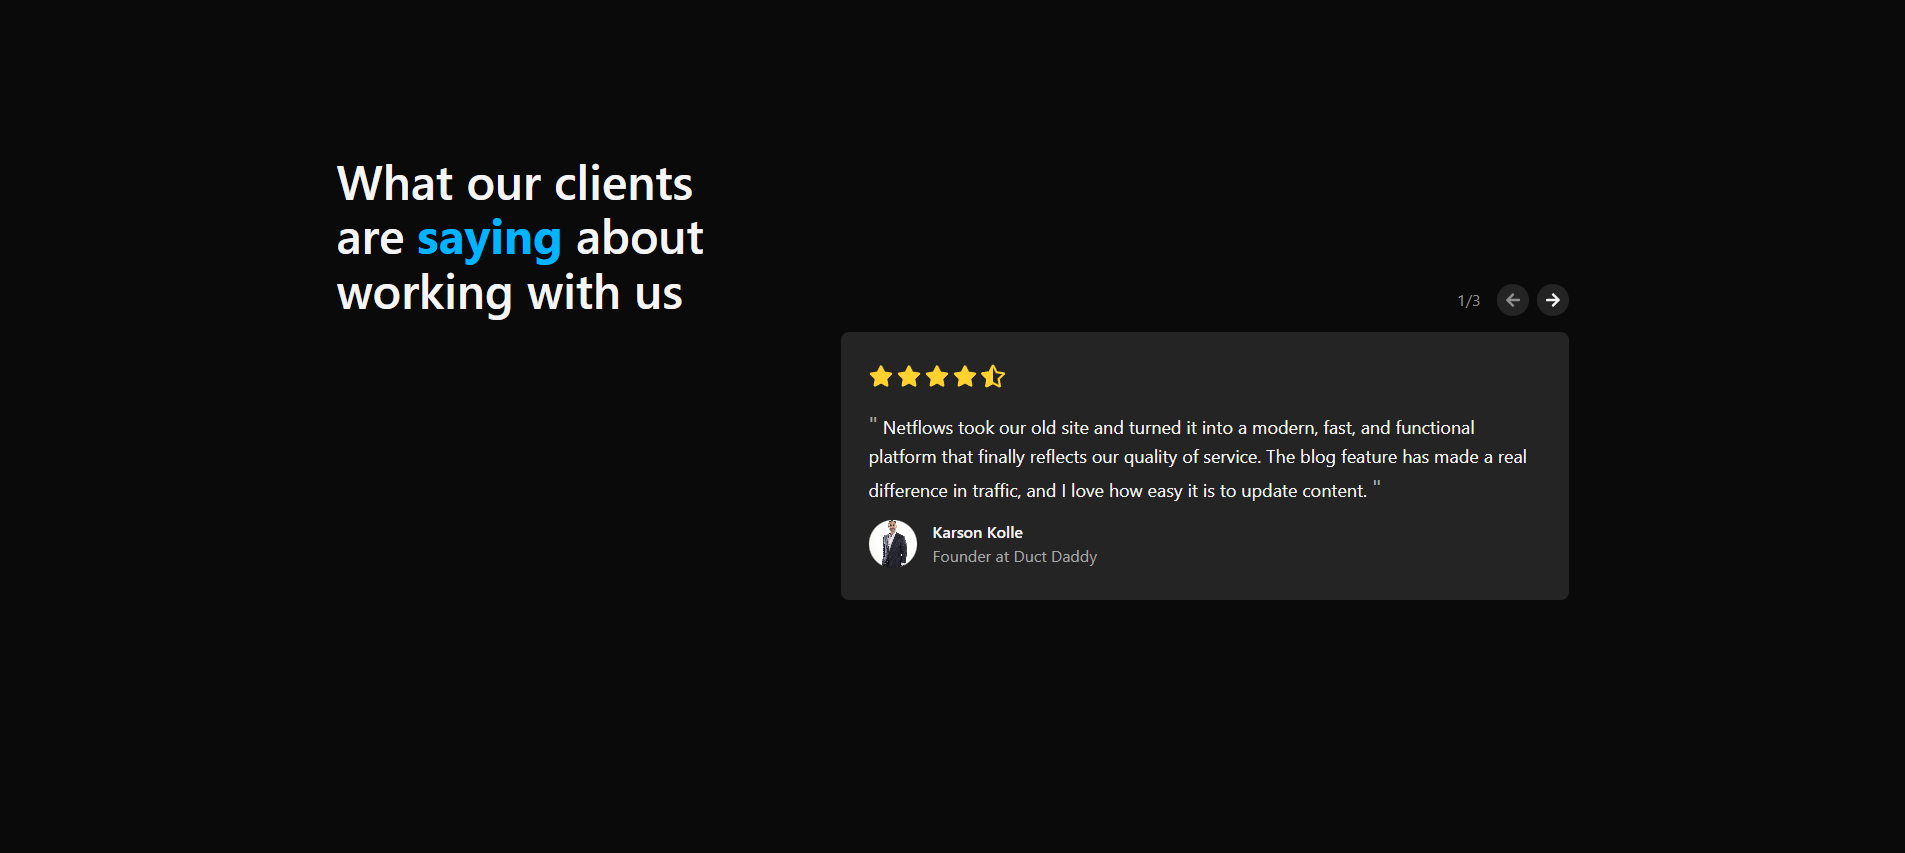 What our clients
are saying about
working with us
1/3
" Netflows took our old site and turned it into a modern, fast, and functional
platform that finally reflects our quality of service. The blog feature has made a real
difference in traffic, and I love how easy it is to update content. "
Karson Kolle
Founder at Duct Daddy